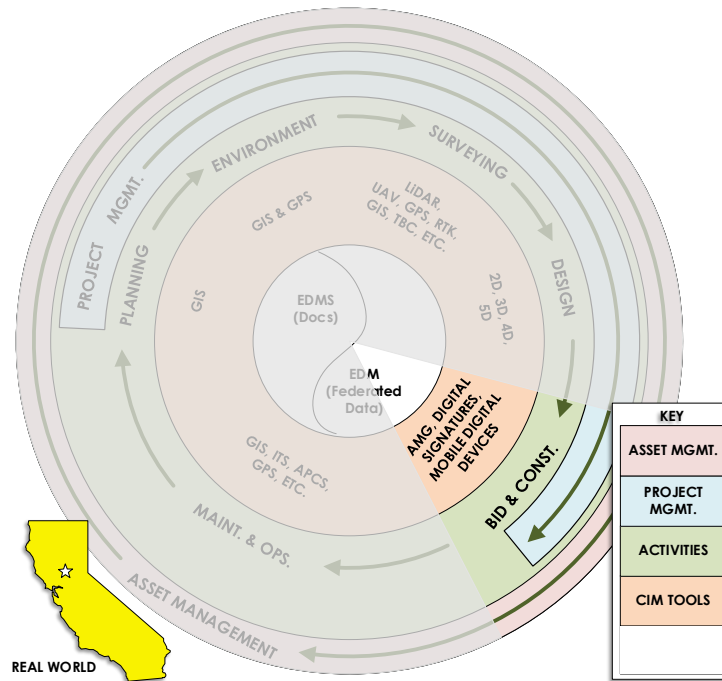 PROJECT MGMT.
PLANNING
ENVIRONMENT
SURVEYING
DESIGN
BID & CONST.
MAINT. & OPS.
ASSET MANAGEMENT
GIS
GIS & GPS
LiDAR,
UAV, GPS, RTK,
GIS, TBC, ETC.
2D, 3D, 4D,
5D
AMG, DIGITAL
SIGNATURES,
MOBILE DIGITAL
DEVICES
GIS, ITS, APCS,
GPS, ETC.
EDMS
(Docs)
EDM
(Federated
Data)
REAL WORLD
KEY
ASSET MGMT.
PROJECT
MGMT.
ACTIVITIES
CIM TOOLS